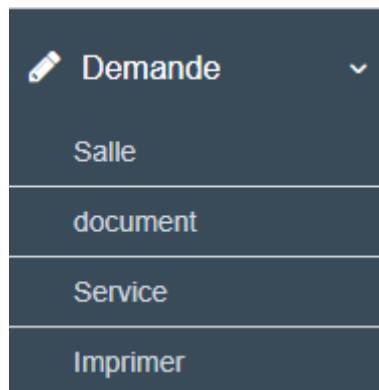 Demande
Salle
document
Service
Imprimer